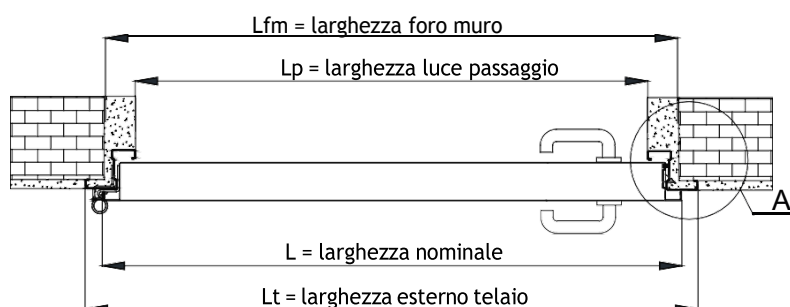 Lfm = larghezza foro muro
Lp = larghezza luce passaggio
A
L = larghezza nominale
Lt = larghezza esterno telaio